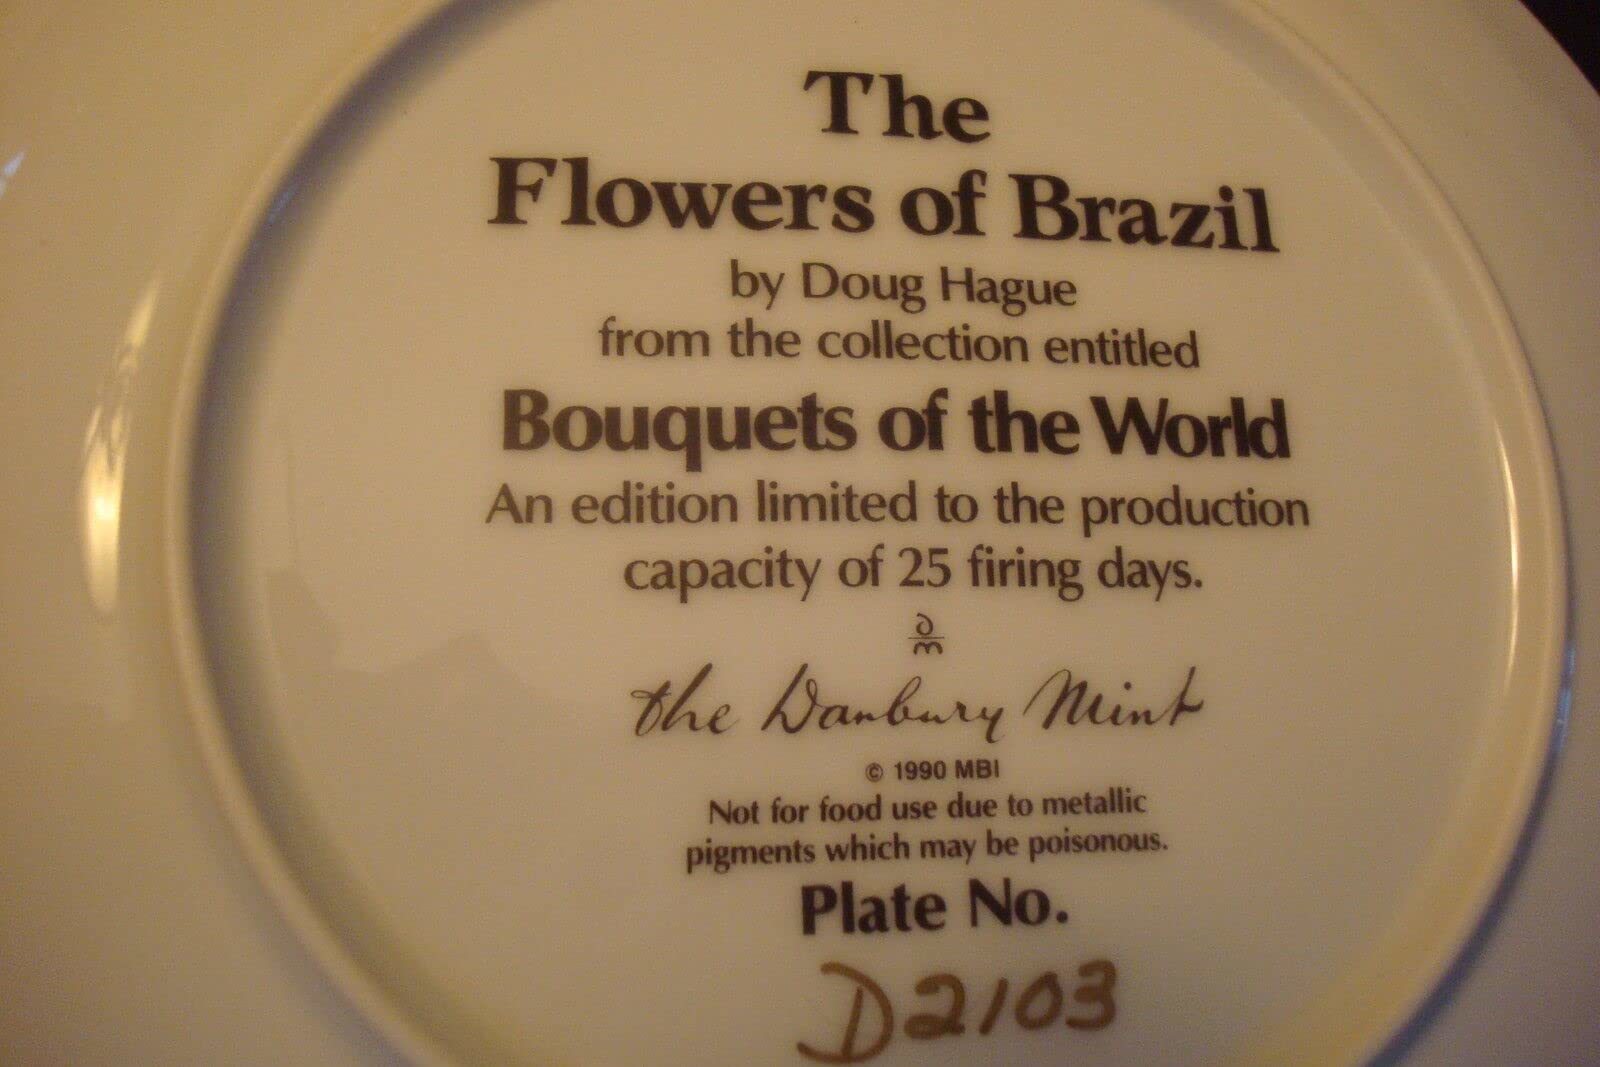 The
Flowers of Brazil
by Doug Hague
from the collection entitled
Bouquets of the World
An edition limited to the production
capacity of 25 firing days.
dm
the Danbury Mint
© 1990 MBI
Not for food use due to metallic
pigments which may be poisonous.
Plate No.
D2103